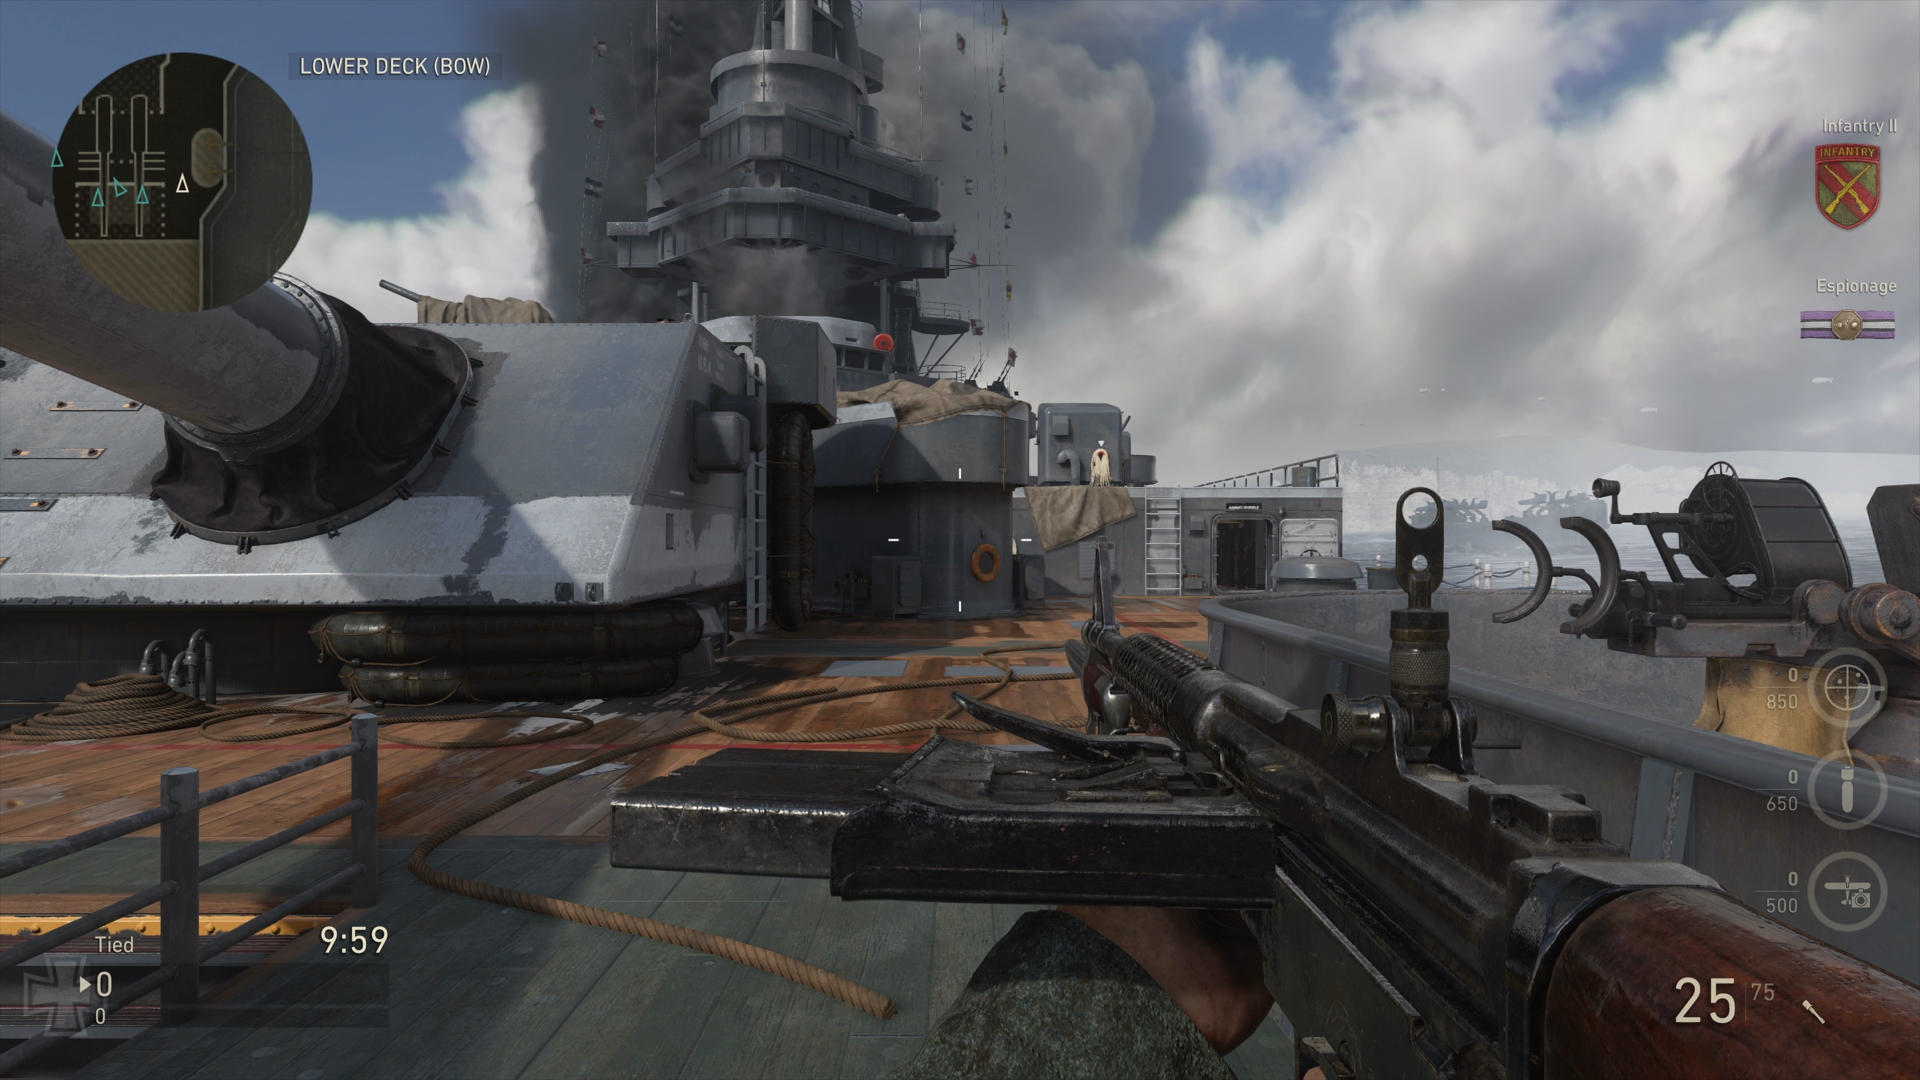 LOWER DECK (BOW)
Infantry II
INFANTRY
Espionage
0
850
0
650
0
500
Tied
9:59
0
0
25
75